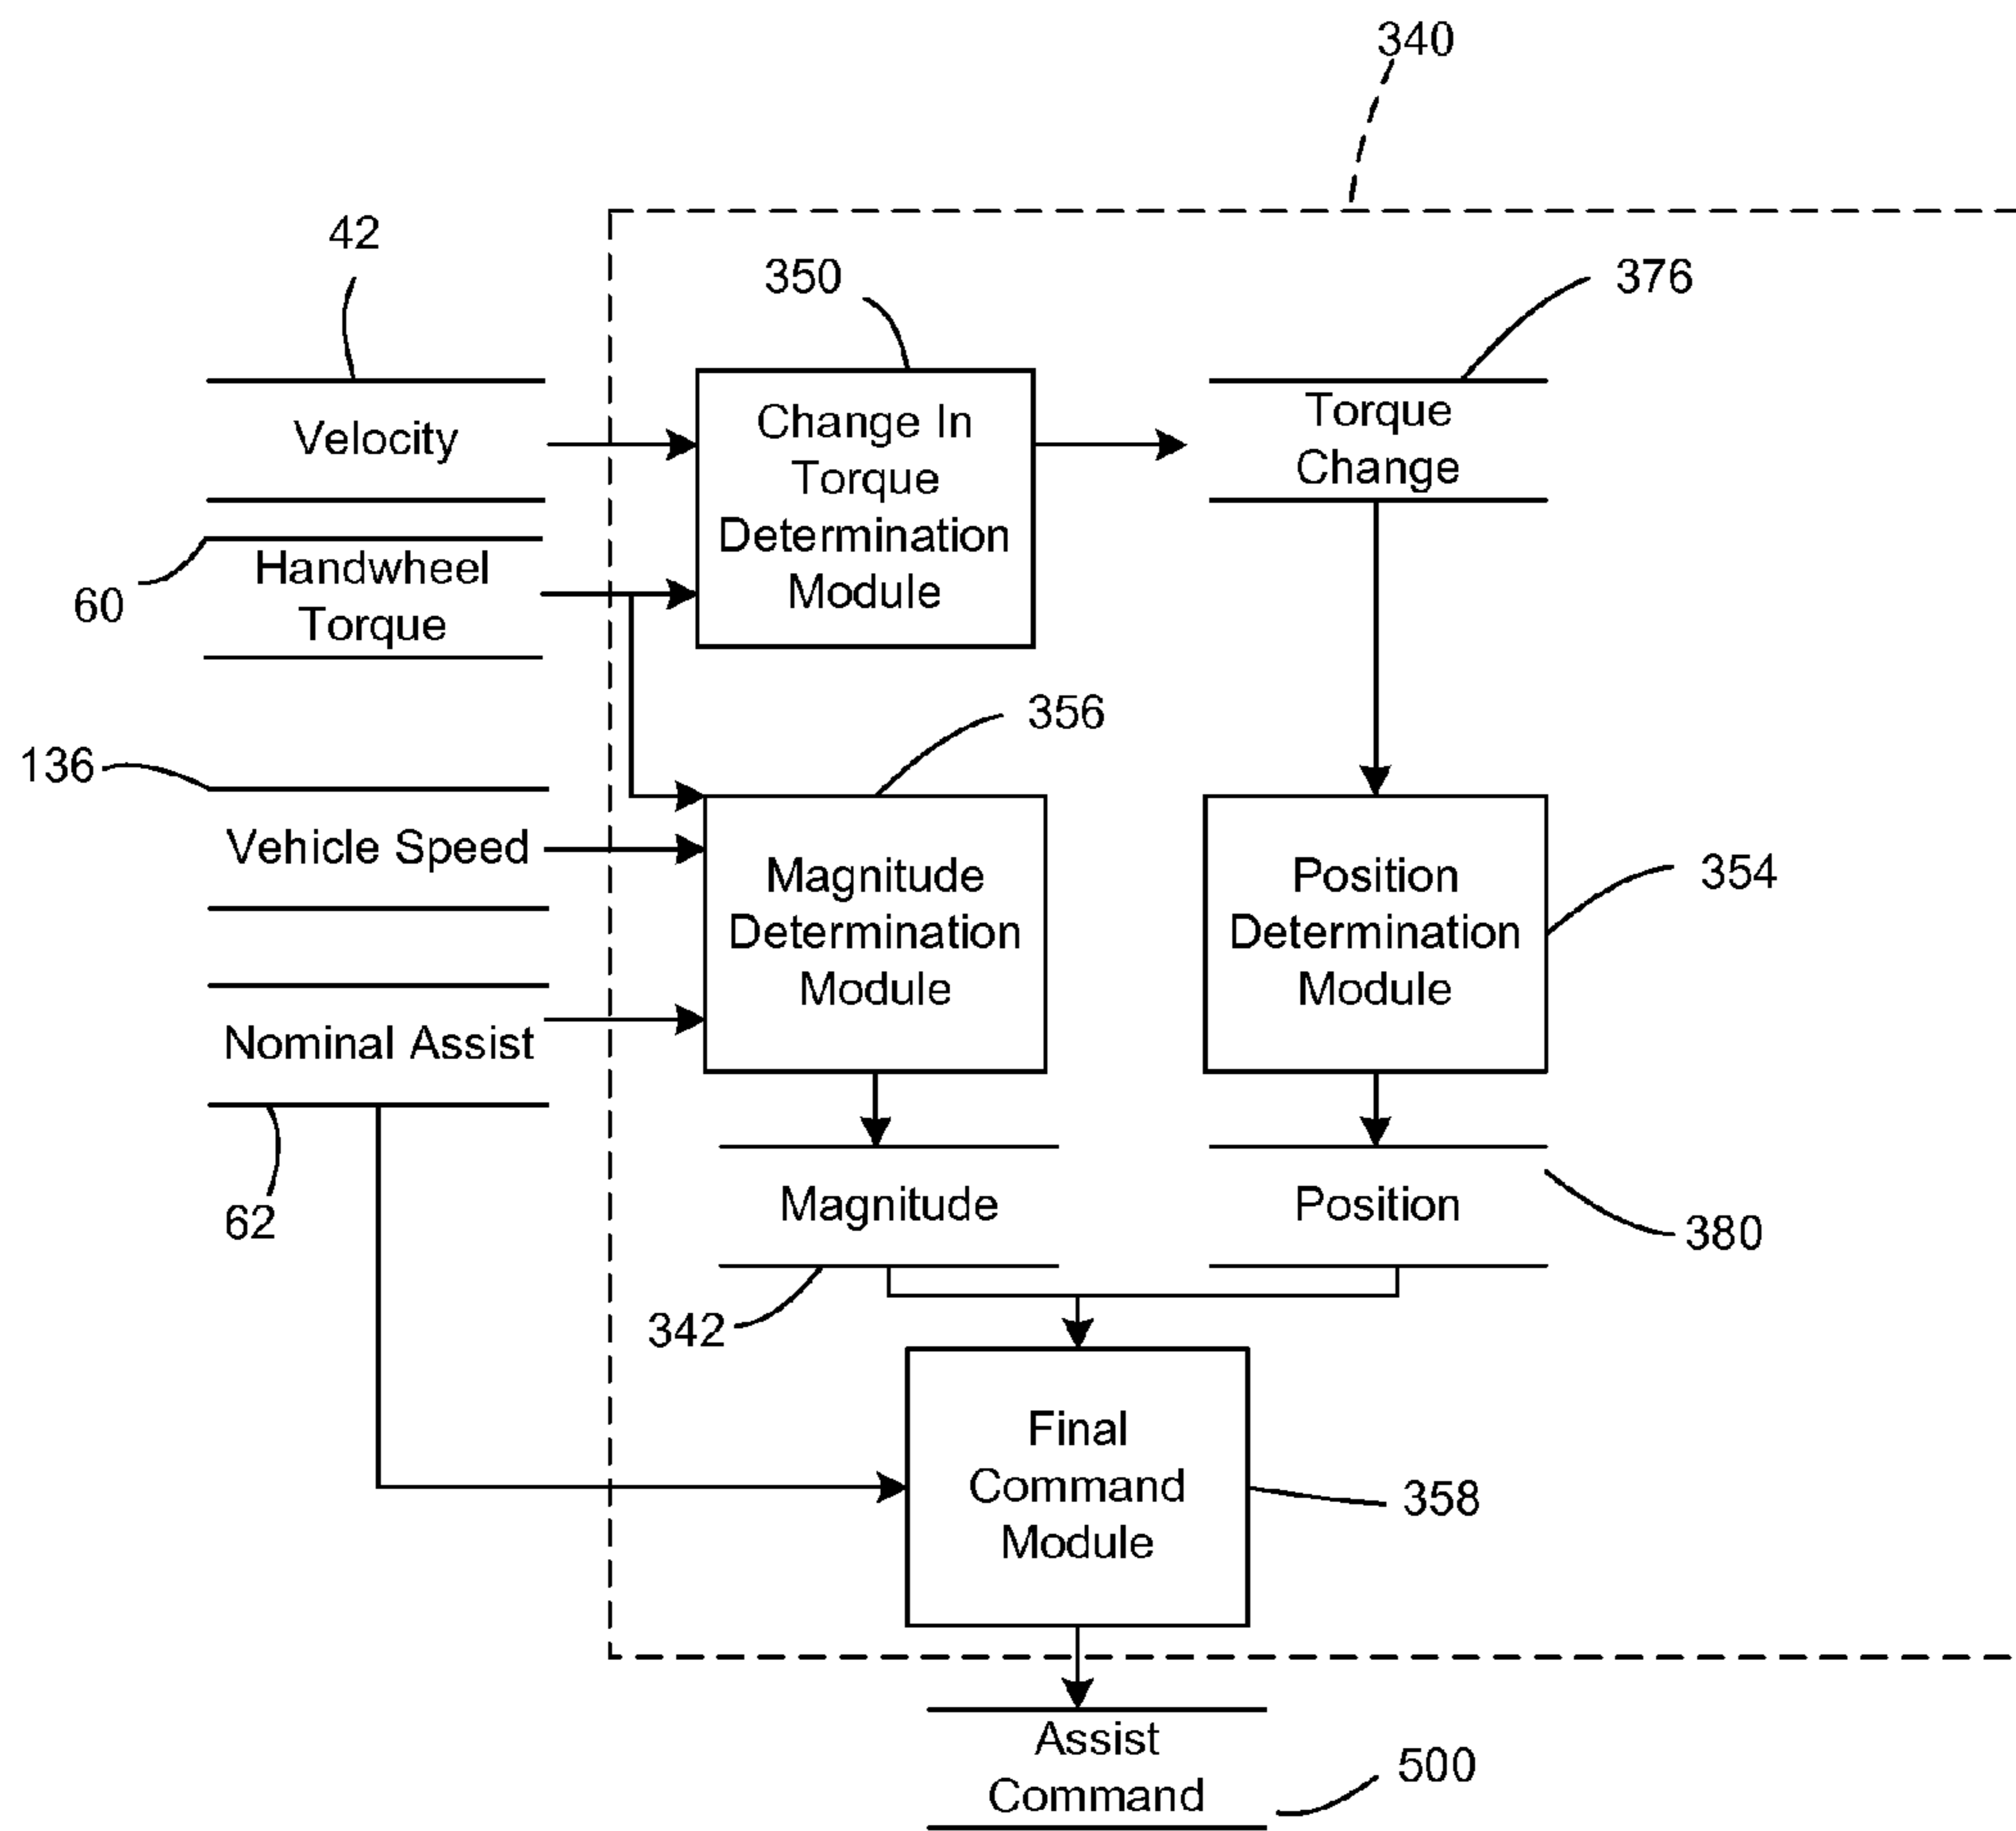 340
42
350
376
Velocity
Change In
Torque
Determination
Module
Torque
Change
60
Handwheel
Torque
356
136
Vehicle Speed
Magnitude
Determination
Module
Position
Determination
Module
354
Nominal Assist
62
Magnitude
Position
380
342
Final
Command
Module
358
Assist
Command
500